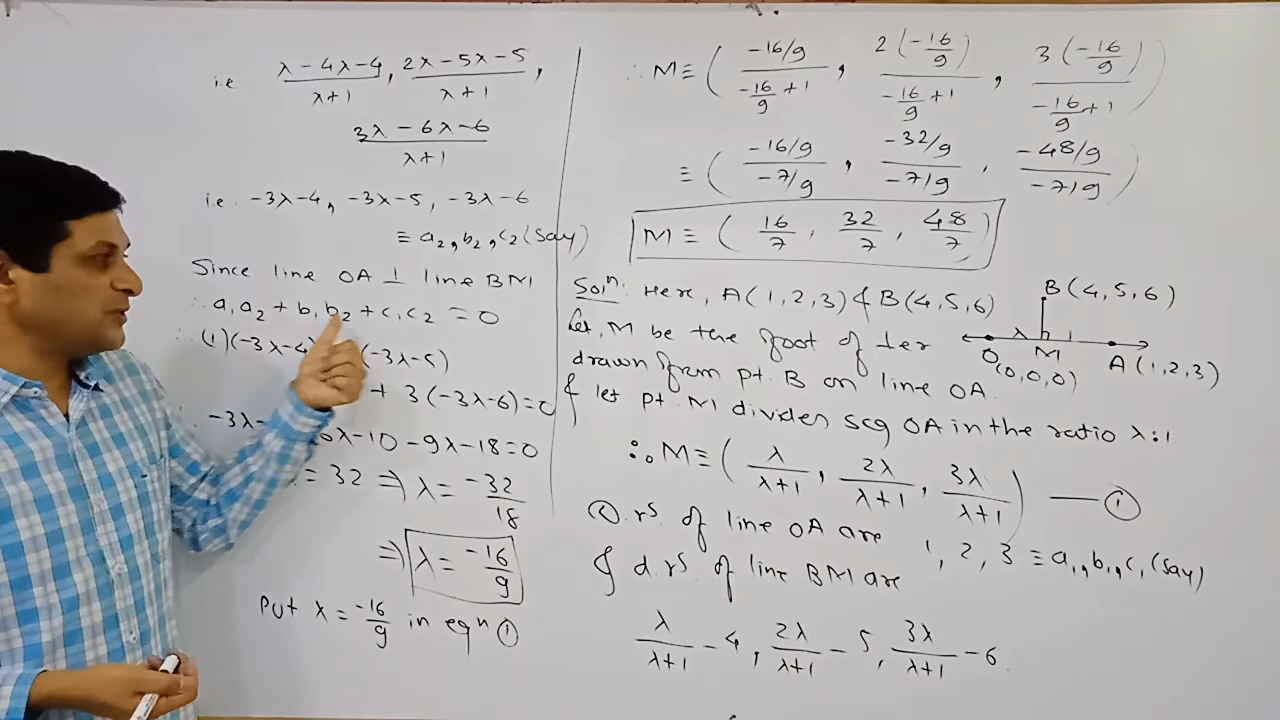 Solⁿ: Here, A(1,2,3) & B(4,5,6)
Let, M be the foot of ⊥er
drawn from pt. B on line OA.
& let pt. M divides seg OA in the ratio λ:1
∴ M ≡ ( λ/(λ+1) , 2λ/(λ+1) , 3λ/(λ+1) ) — ①
D.rˢ. of line OA are 1, 2, 3 ≡ a₁, b₁, c₁ (say)
& d.rˢ of line BM are
λ/(λ+1) − 4, 2λ/(λ+1) − 5, 3λ/(λ+1) − 6
B(4,5,6)
λ 1
O M A(1,2,3)
(0,0,0)
i.e (λ−4λ−4)/(λ+1), (2λ−5λ−5)/(λ+1),
(3λ−6λ−6)/(λ+1)
i.e. −3λ−4, −3λ−5, −3λ−6
≡ a₂, b₂, c₂ (say)
Since line OA ⊥ line BM
∴ a₁a₂ + b₁b₂ + c₁c₂ = 0
∴ (1)(−3λ−4) (−3λ−5)
+ 3(−3λ−6)=0
∴ −3λ− λ−10 −9λ−18=0
= 32 ⇒ λ = −32/18
⇒ λ = −16/9
Put λ = −16/9 in eqⁿ ①
∴ M ≡ ( (−16/9)/(−16/9 + 1) , 2(−16/9)/(−16/9 + 1) , 3(−16/9)/(−16/9 + 1) )
≡ ( (−16/9)/(−7/9) , (−32/9)/(−7/9) , (−48/9)/(−7/9) )
M ≡ ( 16/7 , 32/7 , 48/7 )